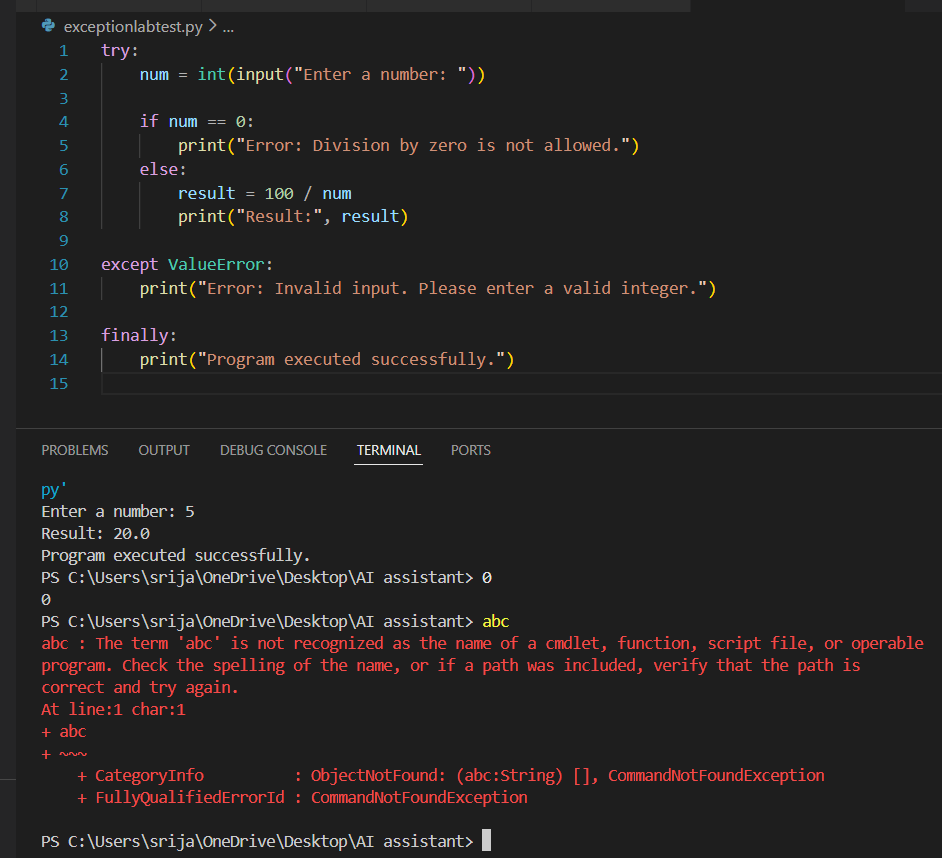 exceptionlabtest.py > ...
1 try:
2     num = int(input("Enter a number: "))
3
4     if num == 0:
5         print("Error: Division by zero is not allowed.")
6     else:
7         result = 100 / num
8         print("Result:", result)
9
10 except ValueError:
11     print("Error: Invalid input. Please enter a valid integer.")
12
13 finally:
14     print("Program executed successfully.")
15
PROBLEMS OUTPUT DEBUG CONSOLE TERMINAL PORTS
py'
Enter a number: 5
Result: 20.0
Program executed successfully.
PS C:\Users\srija\OneDrive\Desktop\AI assistant> 0
0
PS C:\Users\srija\OneDrive\Desktop\AI assistant> abc
abc : The term 'abc' is not recognized as the name of a cmdlet, function, script file, or operable
program. Check the spelling of the name, or if a path was included, verify that the path is
correct and try again.
At line:1 char:1
+ abc
+ ~~~
    + CategoryInfo          : ObjectNotFound: (abc:String) [], CommandNotFoundException
    + FullyQualifiedErrorId : CommandNotFoundException
PS C:\Users\srija\OneDrive\Desktop\AI assistant>